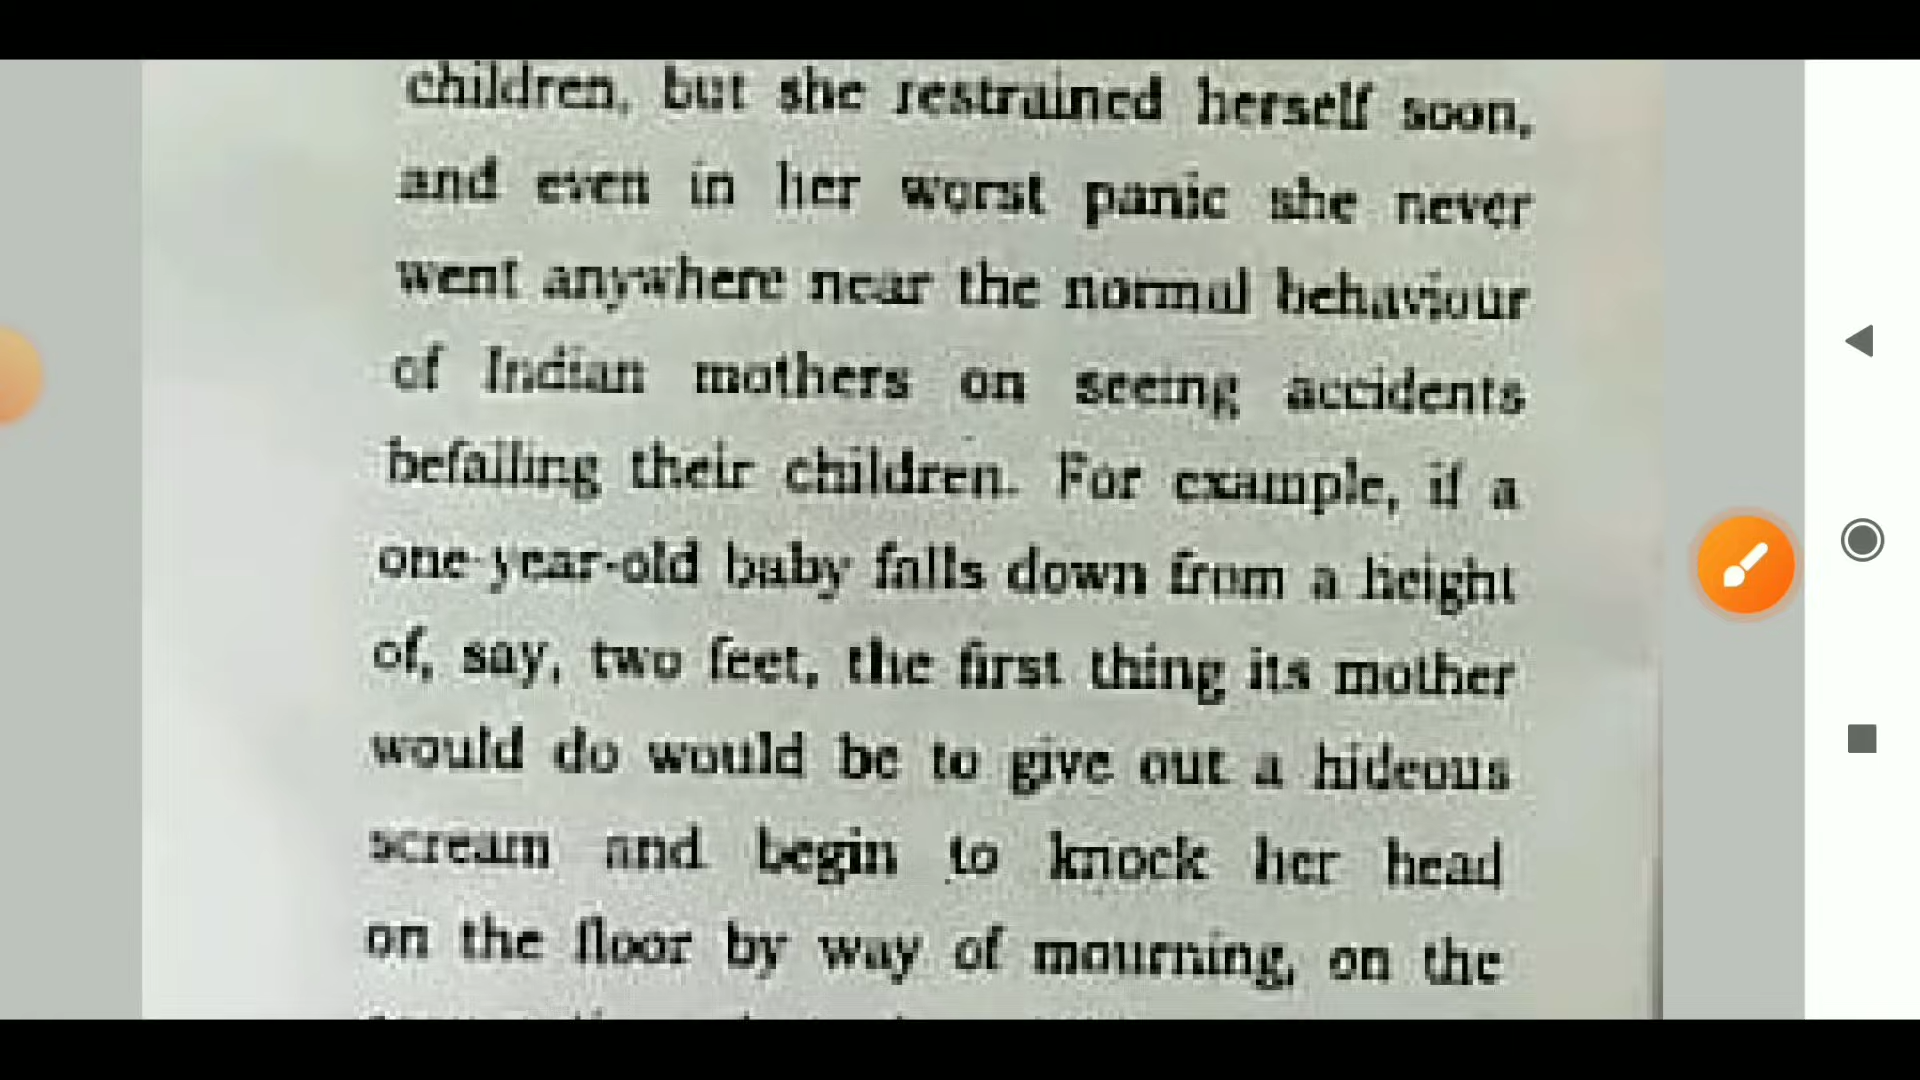 children, but she restrained herself soon,
and even in her worst panic she never
went anywhere near the normal behaviour
of Indian mothers on seeing accidents
befalling their children. For example, if a
one-year-old baby falls down from a height
of, say, two feet, the first thing its mother
would do would be to give out a hideous
scream and begin to knock her head
on the floor by way of mourning, on the